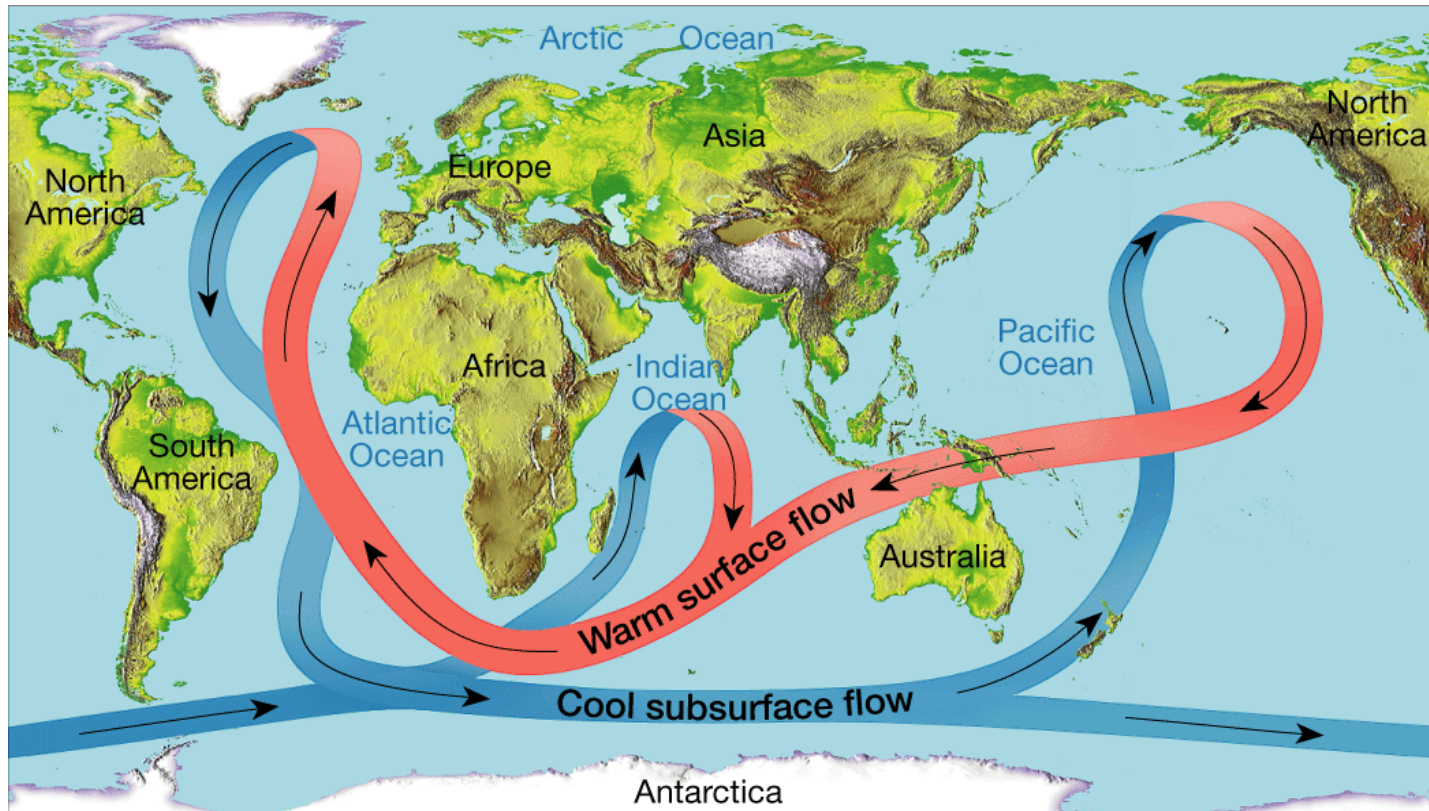 Arctic Ocean
North
America
Europe
Asia
North
America
Africa
Indian
Ocean
Pacific
Ocean
Atlantic
Ocean
South
America
Australia
Warm surface flow
Cool subsurface flow
Antarctica